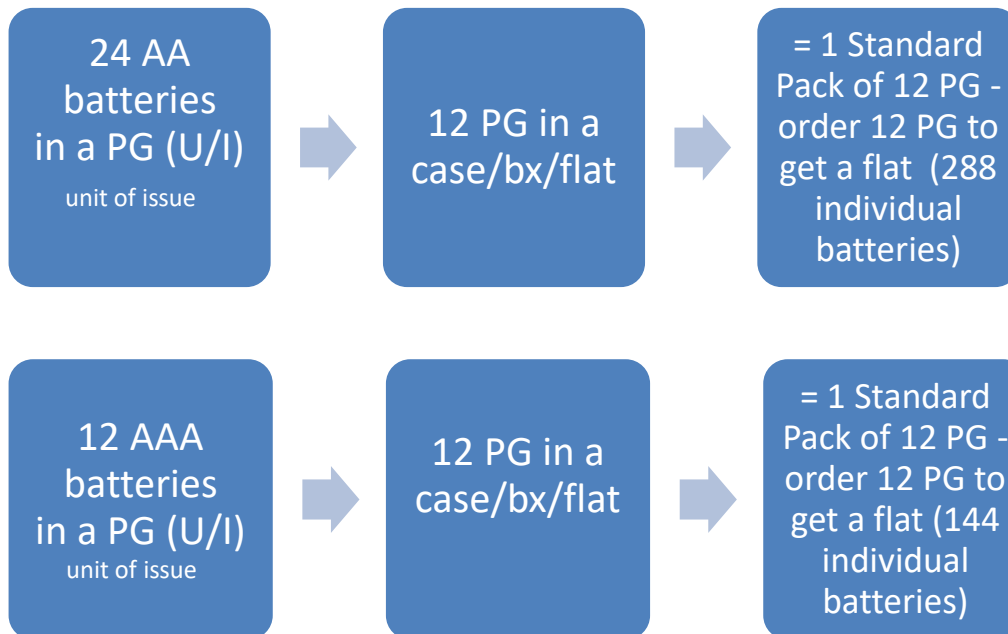 24 AA
batteries
in a PG (U/I)
unit of issue
12 PG in a
case/bx/flat
= 1 Standard
Pack of 12 PG -
order 12 PG to
get a flat (288
individual
batteries)
12 AAA
batteries
in a PG (U/I)
unit of issue
12 PG in a
case/bx/flat
= 1 Standard
Pack of 12 PG -
order 12 PG to
get a flat (144
individual
batteries)